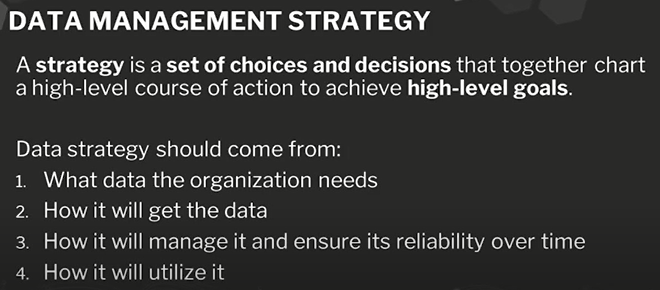 DATA MANAGEMENT STRATEGY
A strategy is a set of choices and decisions that together chart
a high-level course of action to achieve high-level goals.
Data strategy should come from:
1. What data the organization needs
2. How it will get the data
3. How it will manage it and ensure its reliability over time
4. How it will utilize it